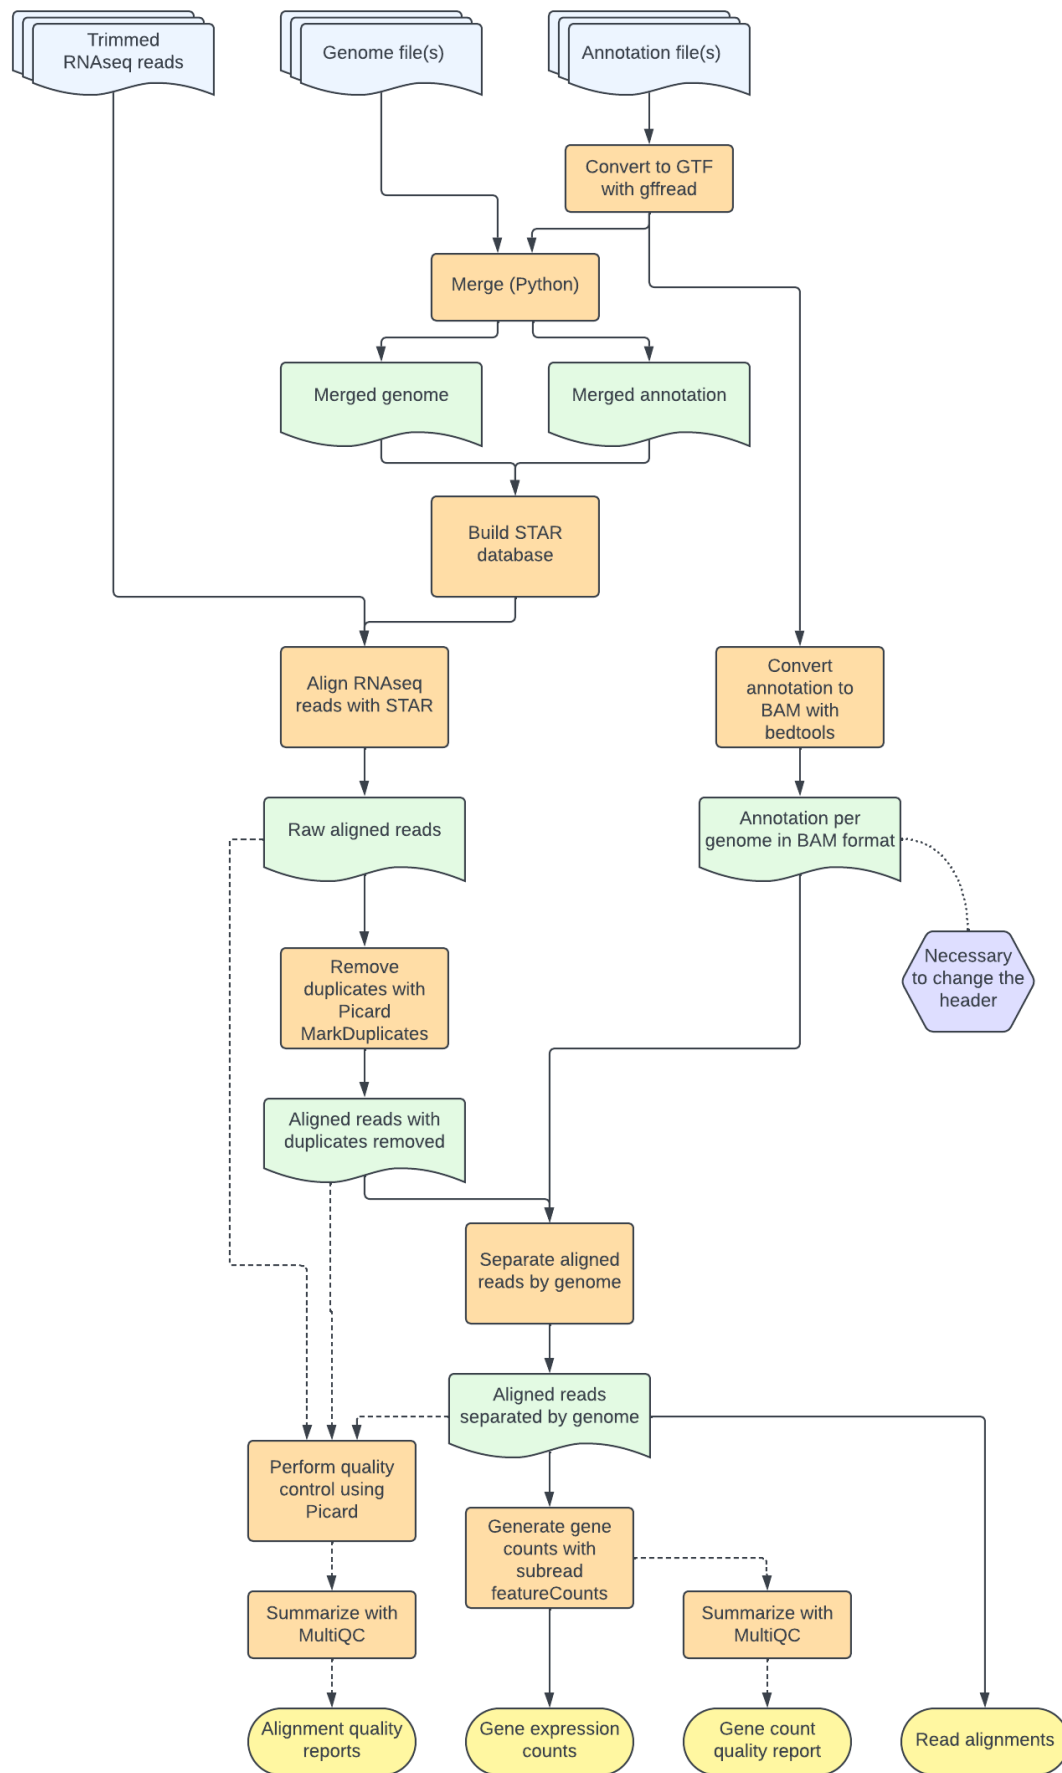 Trimmed
RNAseq reads
Genome file(s)
Annotation file(s)
Convert to GTF
with gffread
Merge (Python)
Merged genome
Merged annotation
Build STAR
database
Align RNAseq
reads with STAR
Convert
annotation to
BAM with
bedtools
Raw aligned reads
Annotation per
genome in BAM format
Necessary
to change the
header
Remove
duplicates with
Picard
MarkDuplicates
Aligned reads with
duplicates removed
Separate aligned
reads by genome
Aligned reads
separated by genome
Perform quality
control using
Picard
Generate gene
counts with
subread
featureCounts
Summarize with
MultiQC
Summarize with
MultiQC
Alignment quality
reports
Gene expression
counts
Gene count
quality report
Read alignments